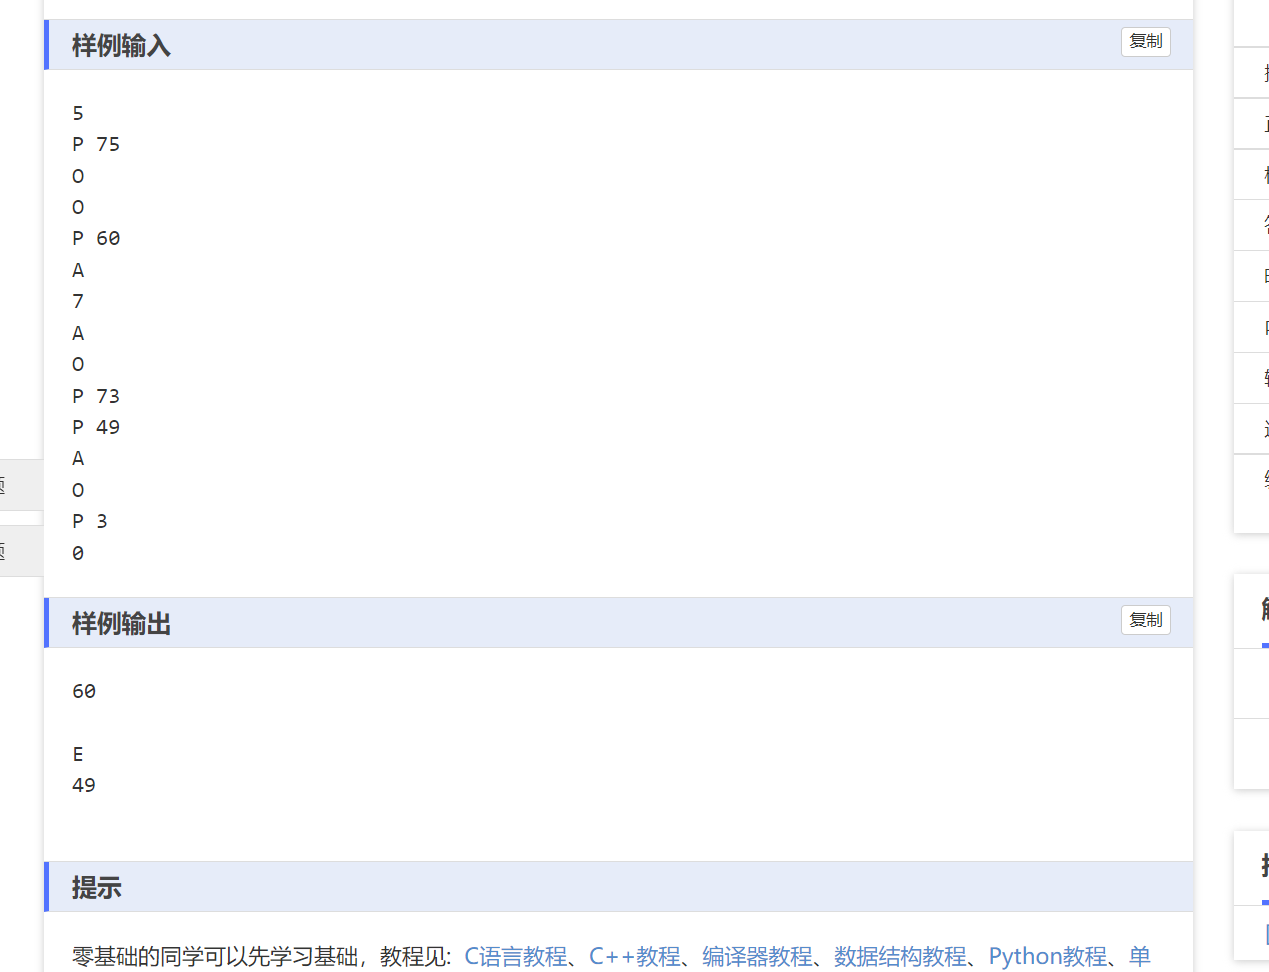 样例输入
复制
5
P 75
O
O
P 60
A
7
A
O
P 73
P 49
A
O
P 3
0
样例输出
复制
60

E
49
提示
零基础的同学可以先学习基础，教程见：C语言教程、C++教程、编译器教程、数据结构教程、Python教程、单